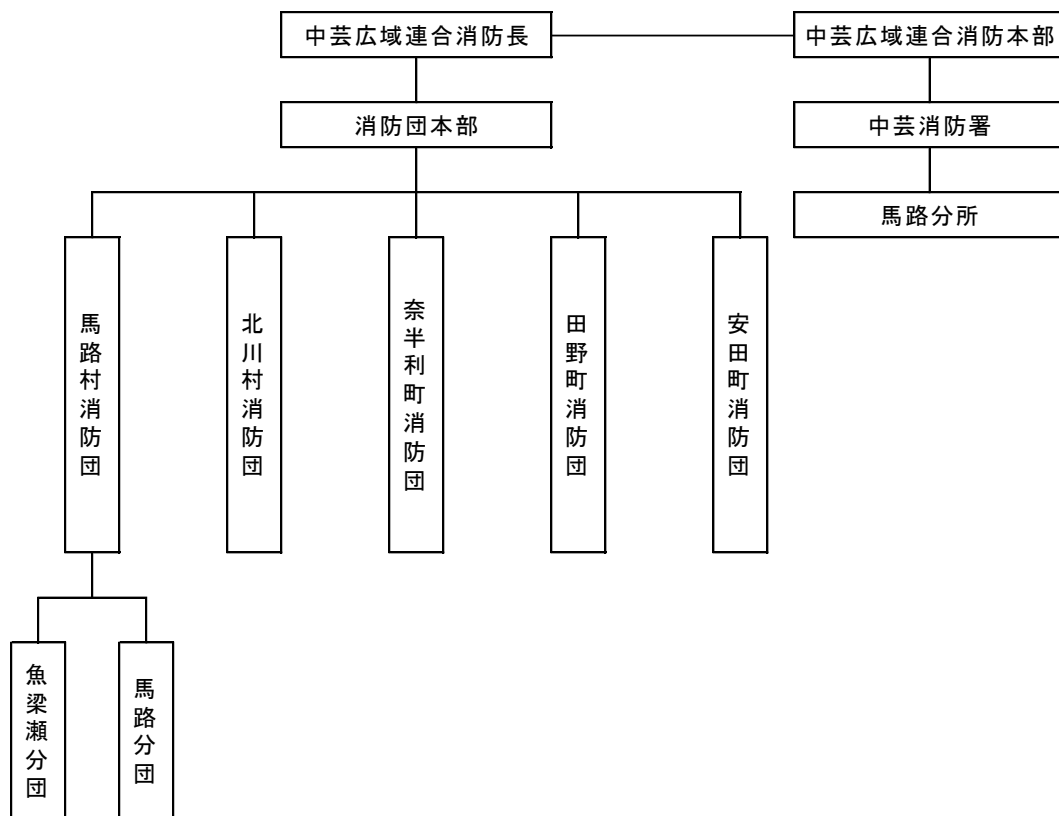 中芸広域連合消防長
中芸広域連合消防本部
消防団本部
中芸消防署
馬路分所
馬路村消防団
北川村消防団
奈半利町消防団
田野町消防団
安田町消防団
魚梁瀬分団
馬路分団